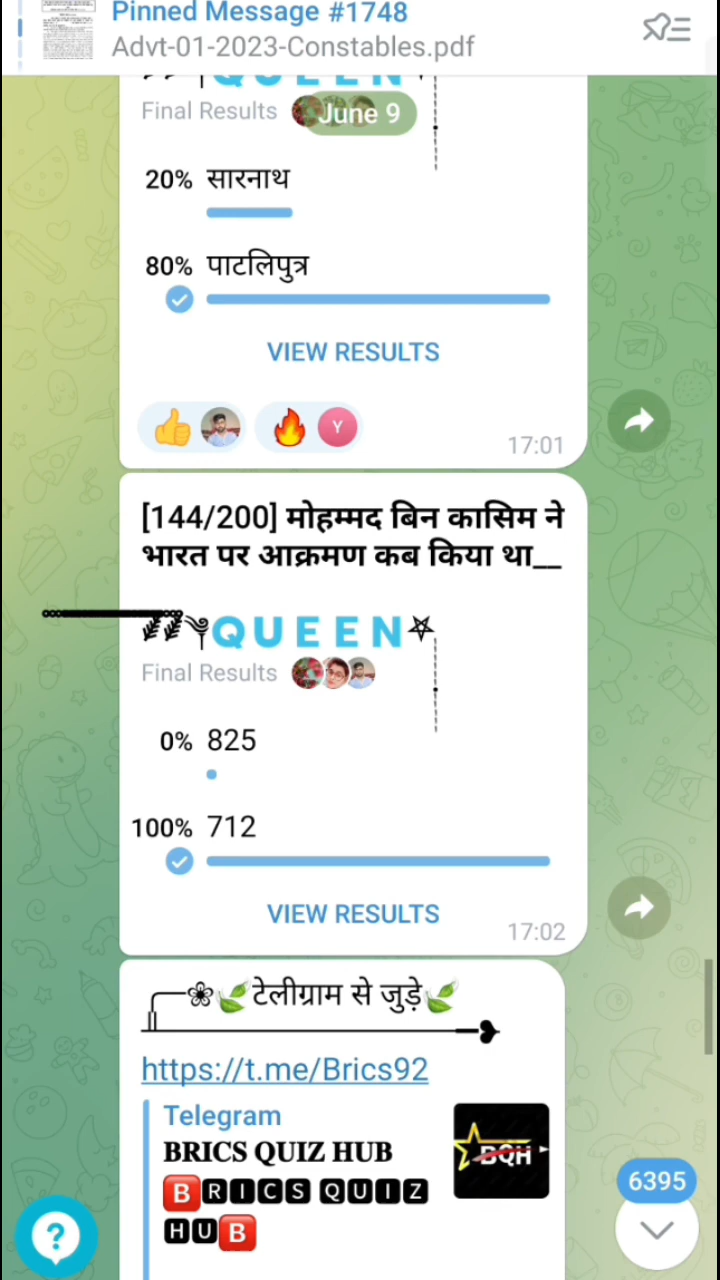 Pinned Message #1748
Advt-01-2023-Constables.pdf
QUEEN
Final Results
June 9
20% सारनाथ
80% पाटलिपुत्र
VIEW RESULTS
Y
17:01
[144/200] मोहम्मद बिन कासिम ने
भारत पर आक्रमण कब किया था__
QUEEN
Final Results
0% 825
100% 712
VIEW RESULTS
17:02
टेलीग्राम से जुड़े
https://t.me/Brics92
Telegram
BRICS QUIZ HUB
BQH
BRICS QUIZ
HUB
6395
?